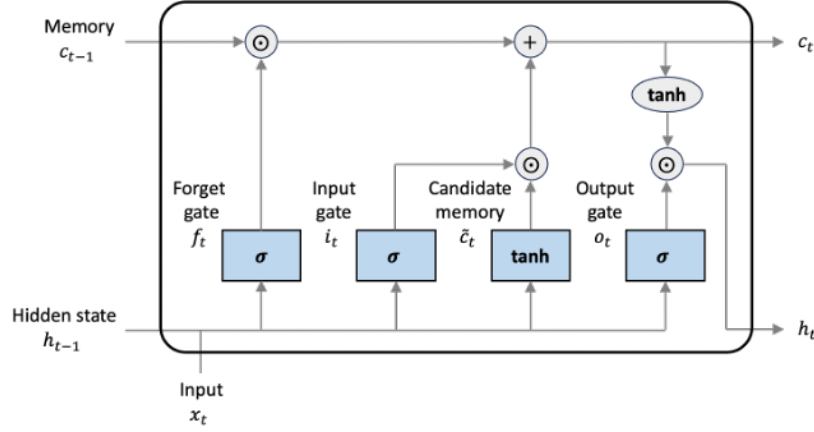 Memory
c_{t−1}
⊙
+
c_t
tanh
⊙
⊙
Forget
gate
f_t
Input
gate
i_t
Candidate
memory
c̃_t
Output
gate
o_t
σ
σ
tanh
σ
Hidden state
h_{t−1}
h_t
Input
x_t